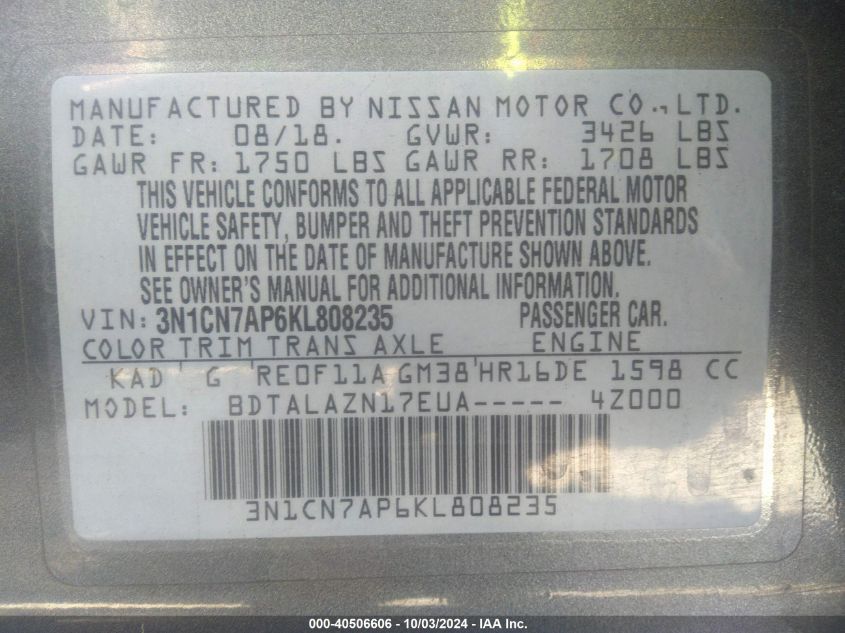 MANUFACTURED BY NISSAN MOTOR CO., LTD.
DATE: 08/18. GVWR: 3426 LBS
GAWR FR: 1750 LBS GAWR RR: 1708 LBS
THIS VEHICLE CONFORMS TO ALL APPLICABLE FEDERAL MOTOR
VEHICLE SAFETY, BUMPER AND THEFT PREVENTION STANDARDS
IN EFFECT ON THE DATE OF MANUFACTURE SHOWN ABOVE.
SEE OWNER'S MANUAL FOR ADDITIONAL INFORMATION.
VIN: 3N1CN7AP6KL808235 PASSENGER CAR.
COLOR TRIM TRANS AXLE ENGINE
KAD ' G 'RE0F11A GM38'HR16DE 1598 CC
MODEL: BDTALAZN17EUA----- 4Z000
3N1CN7AP6KL808235
000-40506606 - 10/03/2024 - IAA Inc.